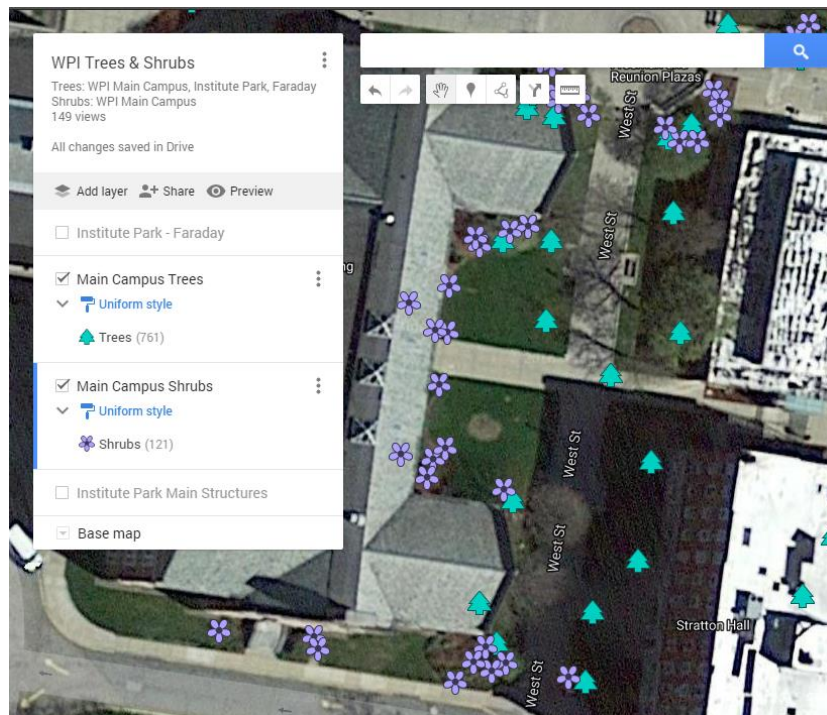 WPI Trees & Shrubs
Trees: WPI Main Campus, Institute Park, Faraday
Shrubs: WPI Main Campus
149 views
All changes saved in Drive
Add layer Share Preview
Institute Park - Faraday
Main Campus Trees
Uniform style
Trees (761)
Main Campus Shrubs
Uniform style
Shrubs (121)
Institute Park Main Structures
Base map
Reunion Plazas
West St
West St
West St
West St
West St
Stratton Hall